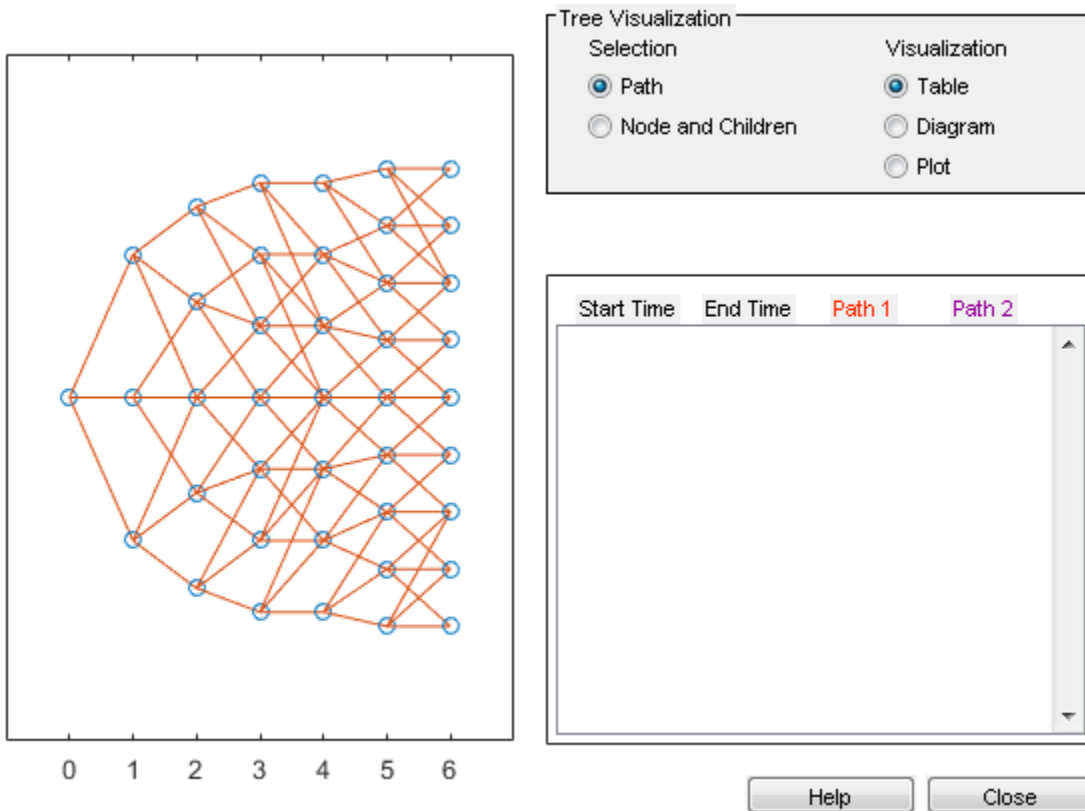 Tree Visualization
Selection
Visualization
Path
Table
Node and Children
Diagram
Plot
Start Time End Time Path 1 Path 2
0 1 2 3 4 5 6
Help
Close